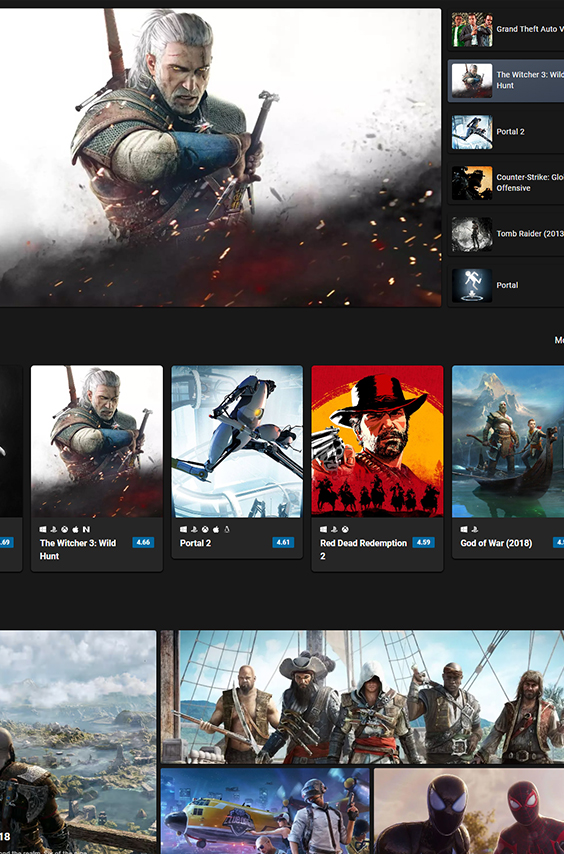 Grand Theft Auto V
The Witcher 3: Wild
Hunt
Portal 2
Counter-Strike: Glo
Offensive
Tomb Raider (2013
Portal
Mo
.69
The Witcher 3: Wild
Hunt
4.66
Portal 2
4.61
Red Dead Redemption
2
4.59
God of War (2018)
18